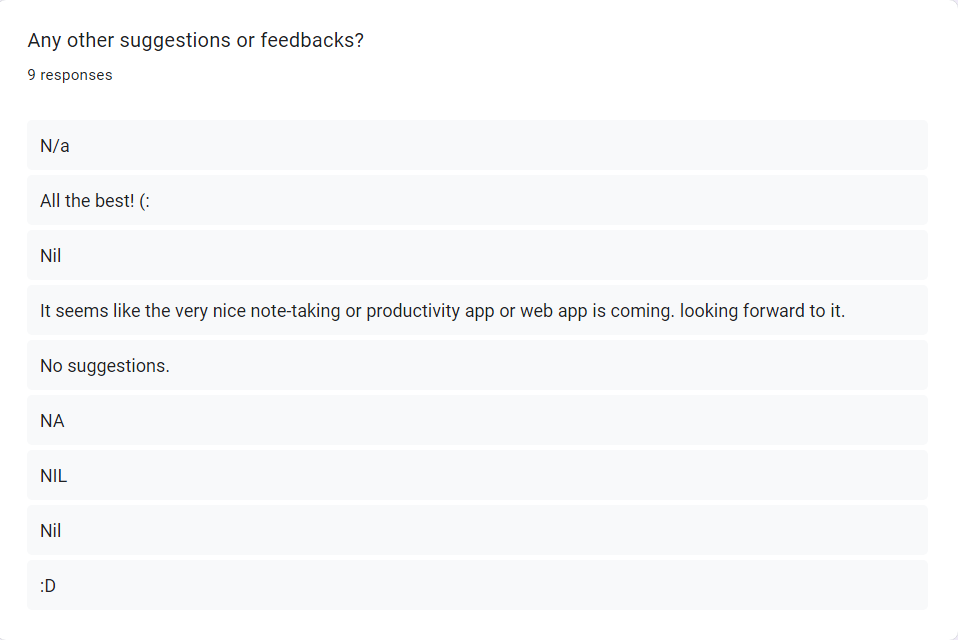 Any other suggestions or feedbacks?
9 responses
N/a
All the best! (:
Nil
It seems like the very nice note-taking or productivity app or web app is coming. looking forward to it.
No suggestions.
NA
NIL
Nil
:D